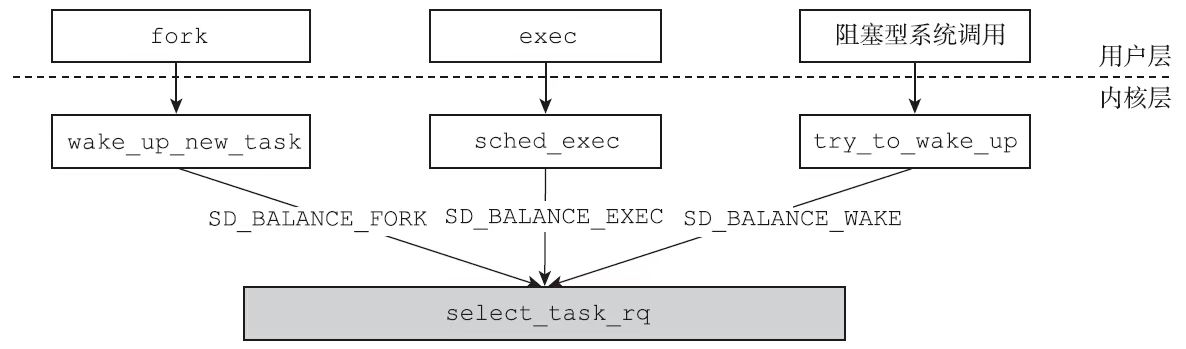 fork
exec
阻塞型系统调用
用户层
内核层
wake_up_new_task
sched_exec
try_to_wake_up
SD_BALANCE_FORK
SD_BALANCE_EXEC
SD_BALANCE_WAKE
select_task_rq